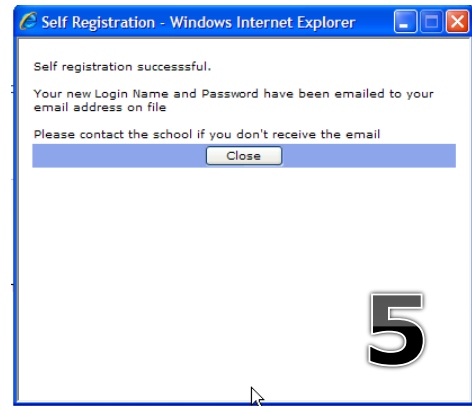 Self Registration - Windows Internet Explorer
Self registration successsful.
Your new Login Name and Password have been emailed to your
email address on file
Please contact the school if you don't receive the email
Close
5